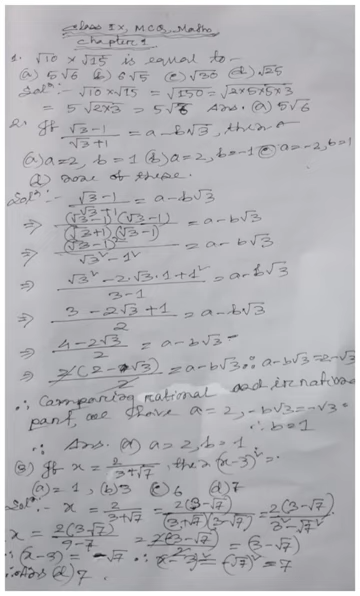 Class IX, MCQ, Maths
Chapter 1
1. √10 × √15 is equal to -
(a) 5√6 (b) 6√5 (c) √30 (d) √25
Solⁿ:- √10 × √15 = √150 = √2×5×5×3
= 5√2×3 = 5√6 Ans. (a) 5√6
2. If (√3-1)/(√3+1) = a-b√3, then
(a) a=2, b=1 (b) a=2, b=-1 (c) a=-2, b=1
(d) none of these.
Solⁿ:- (√3-1)/(√3+1) = a-b√3
⇒ (√3-1)(√3-1)/(√3+1)(√3-1) = a-b√3
⇒ (√3-1)²/(√3²-1²) = a-b√3
⇒ (√3²-2.√3.1+1²)/(3-1) = a-b√3
⇒ (3-2√3+1)/2 = a-b√3
⇒ (4-2√3)/2 = a-b√3
⇒ 2(2-√3)/2 = a-b√3 ∴ a-b√3=2-√3
∴ Comparing rational and irrational
part, we have a=2, -b√3=-√3
∴ b=1
∴ Ans. (a) a=2, b=1
(3) If x = 2/(3+√7), then (x-3)² =
(a) = 1, (b) 3 (c) 6 (d) 7
Solⁿ:- x = 2/(3+√7) = 2(3-√7)/(3+√7)(3-√7) = 2(3-√7)/(3²-√7²)
x = 2(3-√7)/(9-7) = 2(3-√7)/2 = (3-√7)
∴ (x-3) = -√7 ∴ (x-3)² = (-√7)² = 7
∴ Ans (d) 7.